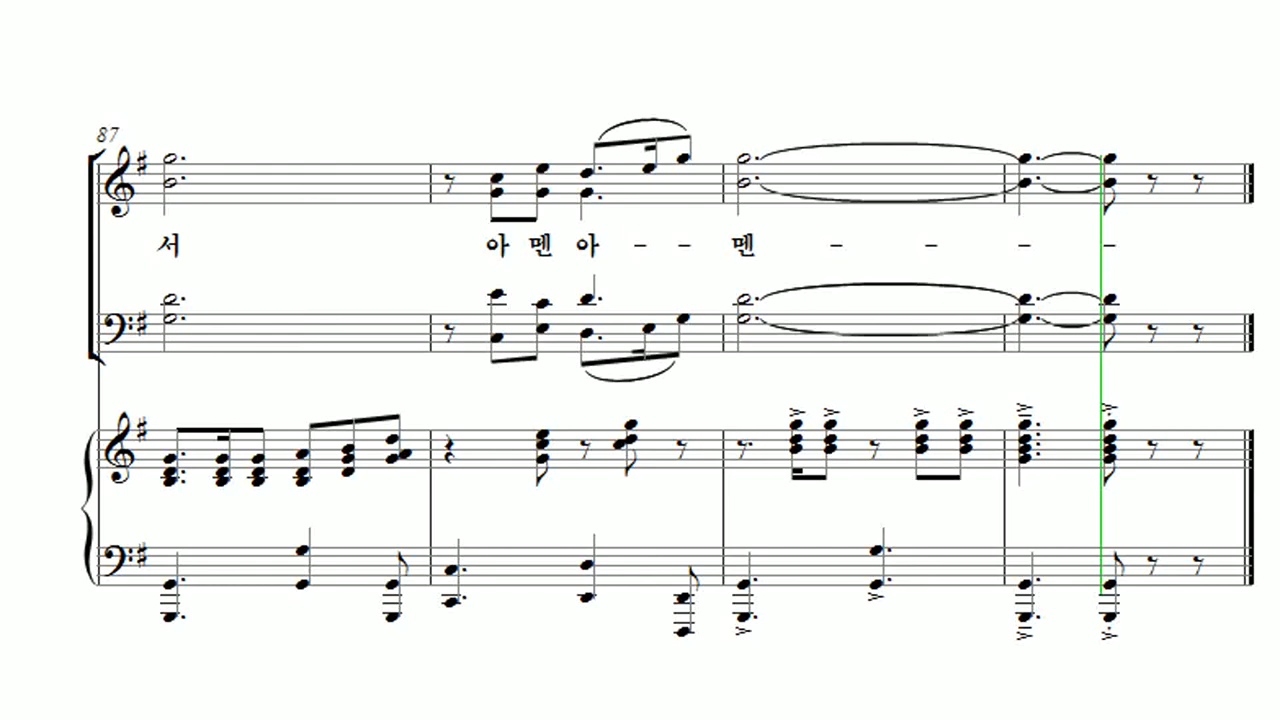 87
서 아 멘 아 - - 멘 - - - -